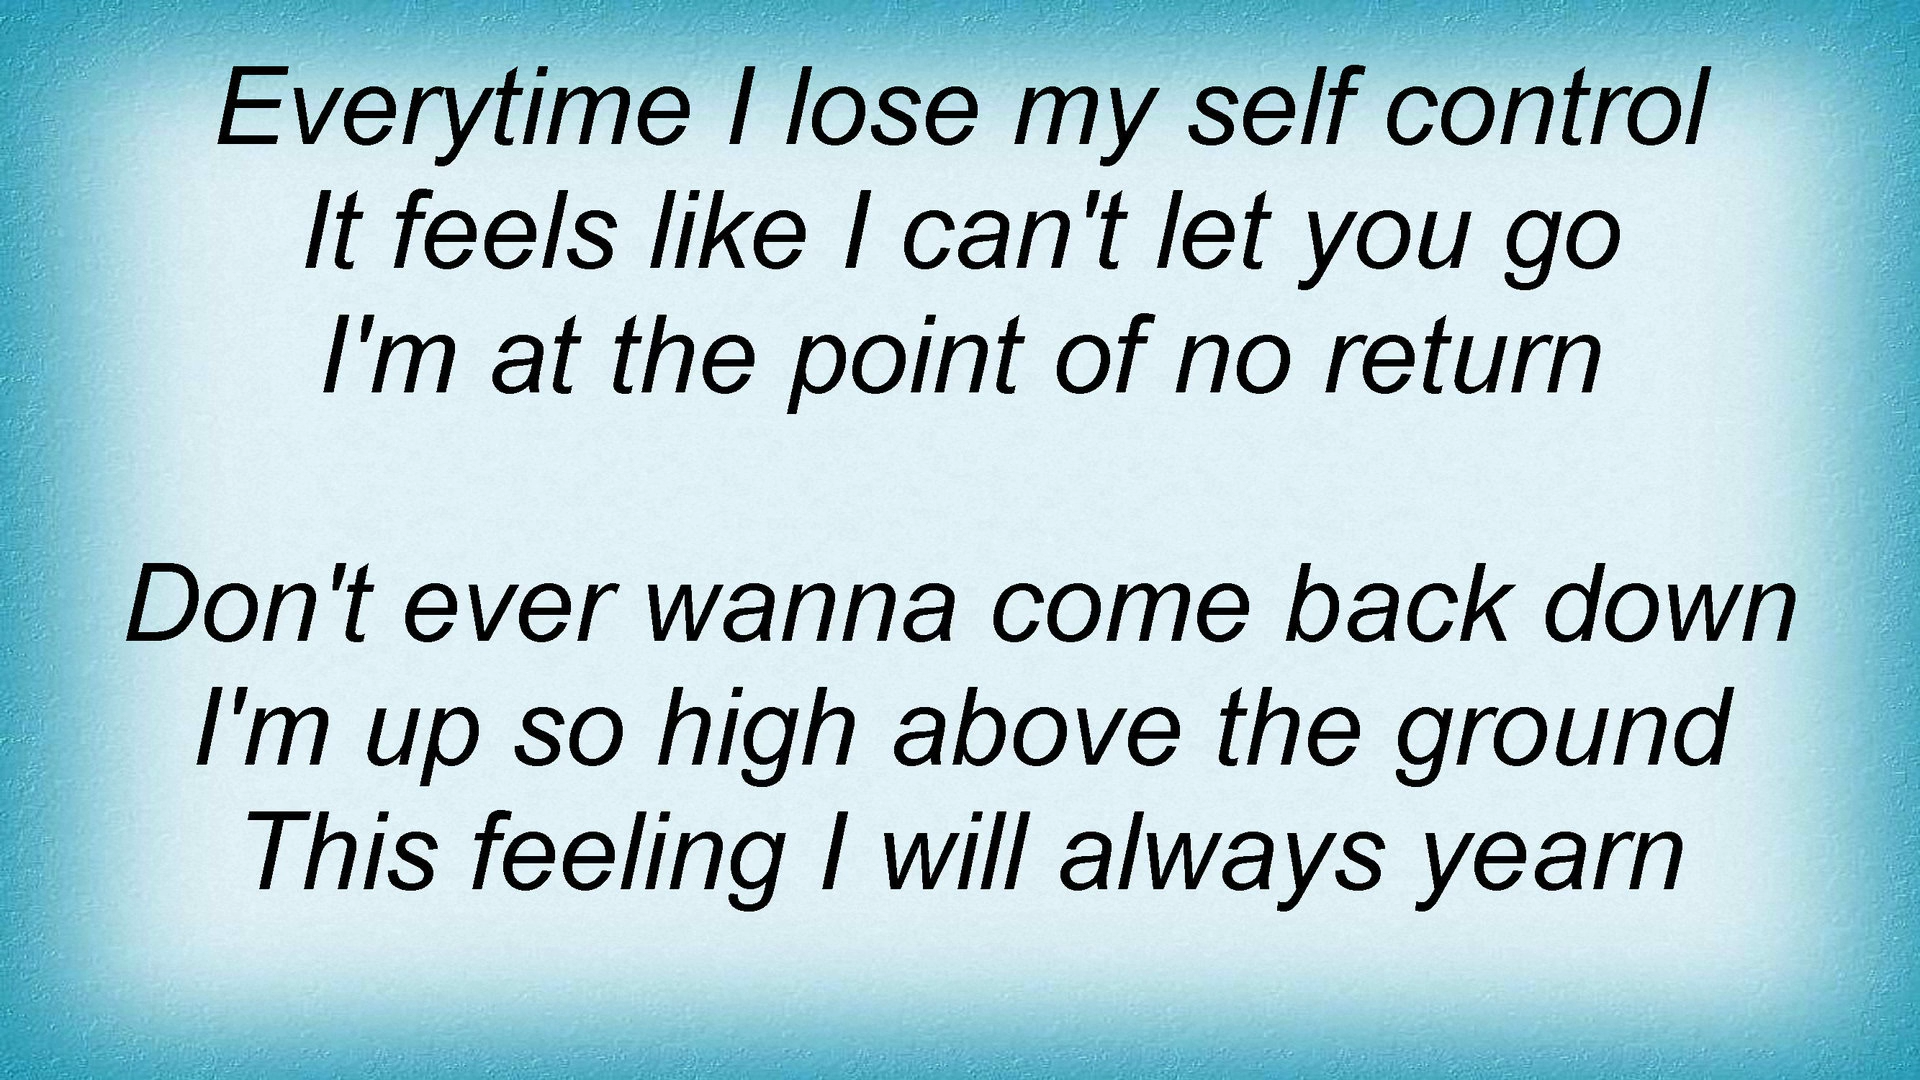 Everytime I lose my self control
It feels like I can't let you go
I'm at the point of no return
Don't ever wanna come back down
I'm up so high above the ground
This feeling I will always yearn